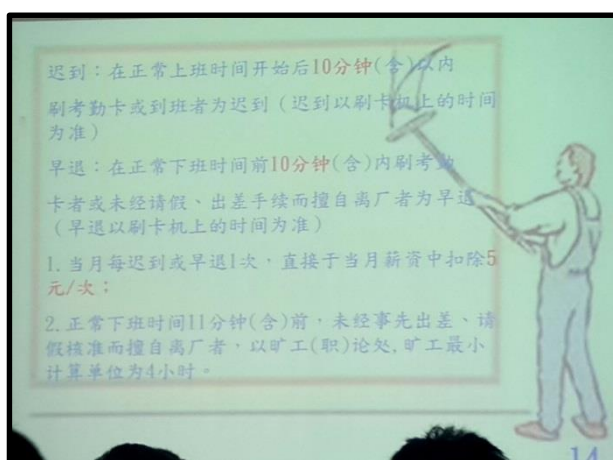 迟到：在正常上班时间开始后10分钟(含)以内
刷考勤卡或到班者为迟到（迟到以刷卡机上的时间
为准）
早退：在正常下班时间前10分钟(含)内刷考勤
卡者或未经请假、出差手续而擅自离厂者为早退
（早退以刷卡机上的时间为准）
1.当月每迟到或早退1次，直接于当月薪资中扣除5
元/次；
2.正常下班时间11分钟(含)前，未经事先出差、请
假核准而擅自离厂者，以旷工(职)论处,旷工最小
计算单位为4小时。
14